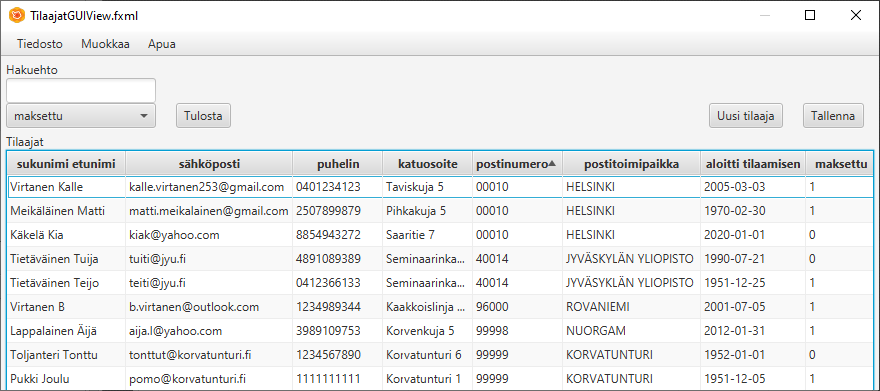 TilaajatGUIView.fxml
Tiedosto Muokkaa Apua
Hakuehto
maksettu Tulosta Uusi tilaaja Tallenna
Tilaajat
sukunimi etunimi sähköposti puhelin katuosoite postinumero postitoimipaikka aloitti tilaamisen maksettu
Virtanen Kalle kalle.virtanen253@gmail.com 0401234123 Taviskuja 5 00010 HELSINKI 2005-03-03 1
Meikäläinen Matti matti.meikalainen@gmail.com 2507899879 Pihkakuja 5 00010 HELSINKI 1970-02-30 1
Käkelä Kia kiak@yahoo.com 8854943272 Saaritie 7 00010 HELSINKI 2020-01-01 0
Tietäväinen Tuija tuiti@jyu.fi 4891089389 Seminaarinka... 40014 JYVÄSKYLÄN YLIOPISTO 1990-07-21 0
Tietäväinen Teijo teiti@jyu.fi 0412366133 Seminaarinka... 40014 JYVÄSYKLÄN YLIOPISTO 1951-12-25 1
Virtanen B b.virtanen@outlook.com 1234989344 Kaakkoislinja ... 96000 ROVANIEMI 2001-07-05 1
Lappalainen Äijä aija.l@yahoo.com 3989109753 Korvenkuja 5 99998 NUORGAM 2012-01-31 1
Toljanteri Tonttu tonttut@korvatunturi.fi 1234567890 Korvatunturi 6 99999 KORVATUNTURI 1952-01-01 0
Pukki Joulu pomo@korvatunturi.fi 1111111111 Korvatunturi 1 99999 KORVATUNTURI 1951-01-01 1